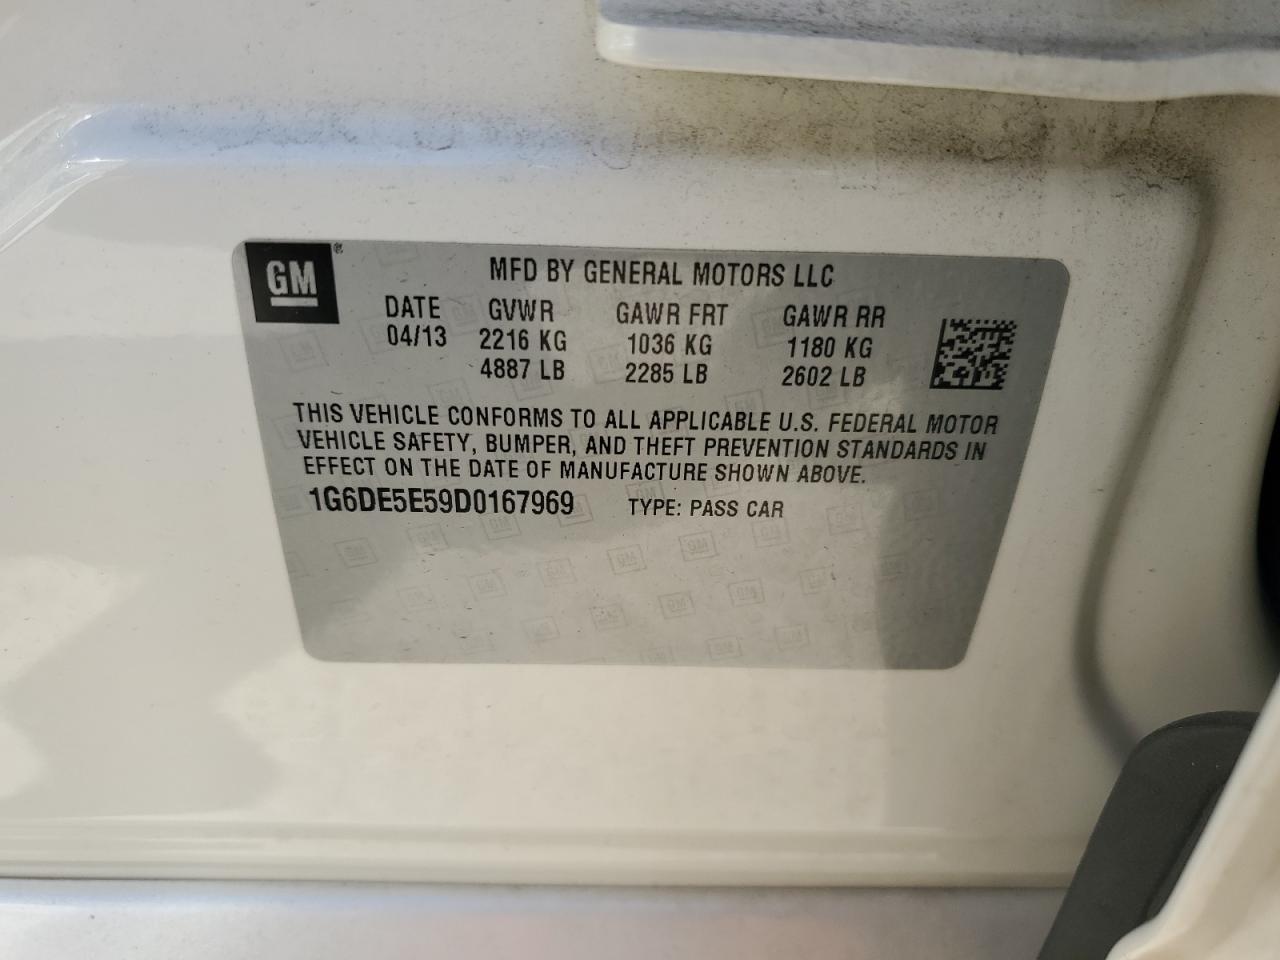 GM®
MFD BY GENERAL MOTORS LLC
DATE GVWR GAWR FRT GAWR RR
04/13 2216 KG 1036 KG 1180 KG
4887 LB 2285 LB 2602 LB
THIS VEHICLE CONFORMS TO ALL APPLICABLE U.S. FEDERAL MOTOR
VEHICLE SAFETY, BUMPER, AND THEFT PREVENTION STANDARDS IN
EFFECT ON THE DATE OF MANUFACTURE SHOWN ABOVE.
1G6DE5E59D0167969 TYPE: PASS CAR